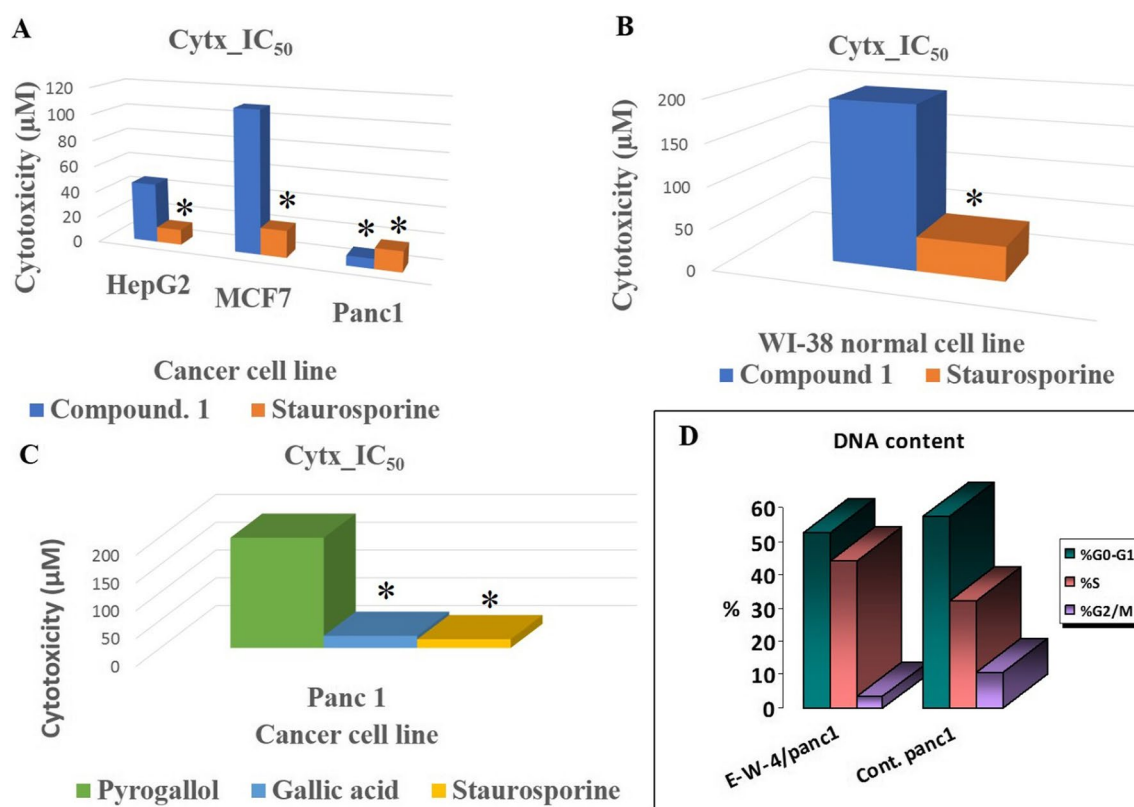 A
Cytx_IC50
Cytotoxicity (µM)
120
100
80
60
40
20
0
*
*
*
*
HepG2
MCF7
Panc1
Cancer cell line
Compound. 1
Staurosporine
B
Cytx_IC50
Cytotoxicity (µM)
200
150
100
50
0
*
WI-38 normal cell line
Compound 1
Staurosporine
C
Cytx_IC50
Cytotoxicity (µM)
200
150
100
50
0
*
*
Panc 1
Cancer cell line
Pyrogallol
Gallic acid
Staurosporine
D
DNA content
%
60
50
40
30
20
10
0
E-W-4/panc1
Cont. panc1
%G0-G1
%S
%G2/M